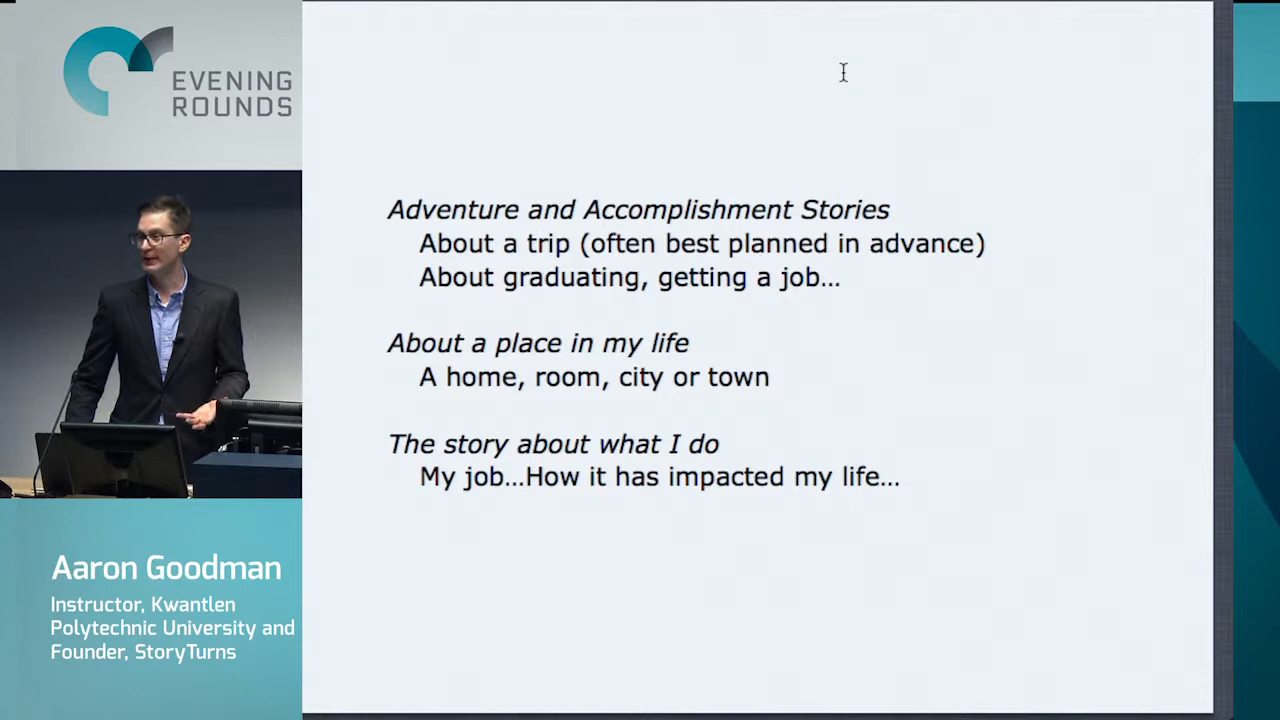 EVENING
ROUNDS
Adventure and Accomplishment Stories
About a trip (often best planned in advance)
About graduating, getting a job…
About a place in my life
A home, room, city or town
The story about what I do
My job…How it has impacted my life…
Aaron Goodman
Instructor, Kwantlen
Polytechnic University and
Founder, StoryTurns